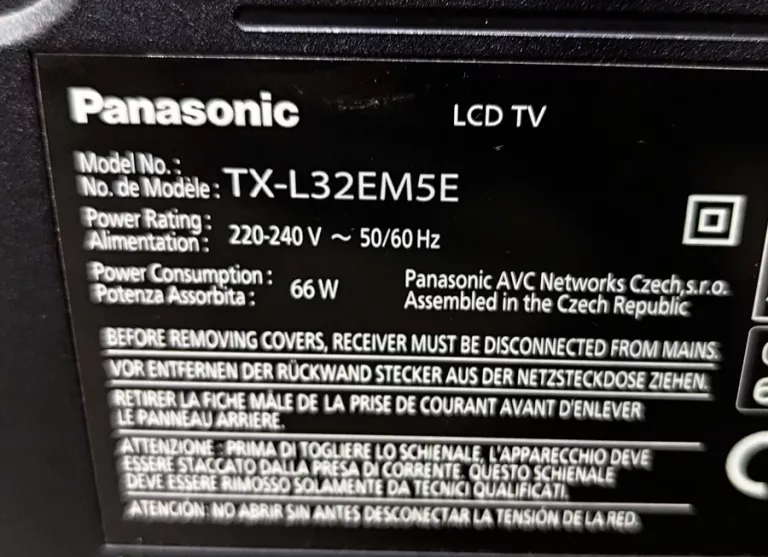 Panasonic LCD TV
Model No.:
No. de Modèle: TX-L32EM5E
Power Rating:
Alimentation: 220-240 V ~ 50/60 Hz
Power Consumption:
Potenza Assorbita: 66 W
Panasonic AVC Networks Czech,s.r.o.
Assembled in the Czech Republic
BEFORE REMOVING COVERS, RECEIVER MUST BE DISCONNECTED FROM MAINS.
VOR ENTFERNEN DER RÜCKWAND STECKER AUS DER NETZSTECKDOSE ZIEHEN.
RETIRER LA FICHE MÂLE DE LA PRISE DE COURANT AVANT D'ENLEVER
LE PANNEAU ARRIERE.
ATTENZIONE: PRIMA DI TOGLIERE LO SCHIENALE, L'APPARECCHIO DEVE
ESSERE STACCATO DALLA PRESA DI CORRENTE. QUESTO SCHIENALE
DEVE ESSERE RIMOSSO SOLAMENTE DA TECNICI QUALIFICATI.
ATENCIÓN: NO ABRIR SIN ANTES DESCONECTAR LA TENSIÓN DE LA RED.